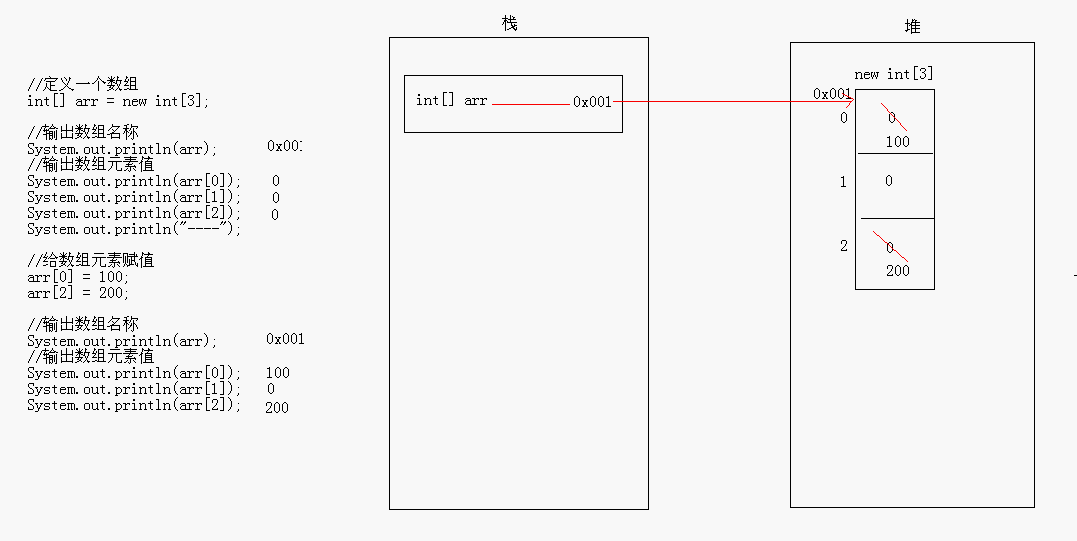 //定义一个数组
int[] arr = new int[3];
//输出数组名称
System.out.println(arr); 0x001
//输出数组元素值
System.out.println(arr[0]); 0
System.out.println(arr[1]); 0
System.out.println(arr[2]); 0
System.out.println("----");
//给数组元素赋值
arr[0] = 100;
arr[2] = 200;
//输出数组名称
System.out.println(arr); 0x001
//输出数组元素值
System.out.println(arr[0]); 100
System.out.println(arr[1]); 0
System.out.println(arr[2]); 200
栈
int[] arr 0x001
堆
new int[3]
0x001
0 0
100
1 0
2 0
200